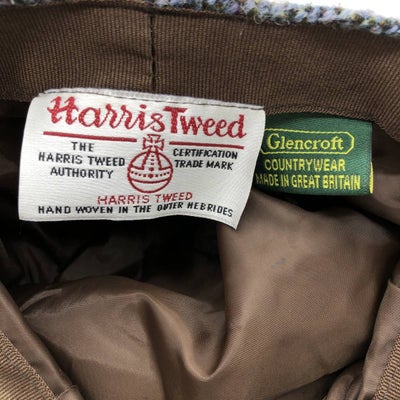 Harris Tweed
THE HARRIS TWEED AUTHORITY
CERTIFICATION TRADE MARK
HARRIS TWEED
HAND WOVEN IN THE OUTER HEBRIDES
Glencroft
COUNTRYWEAR
MADE IN GREAT BRITAIN